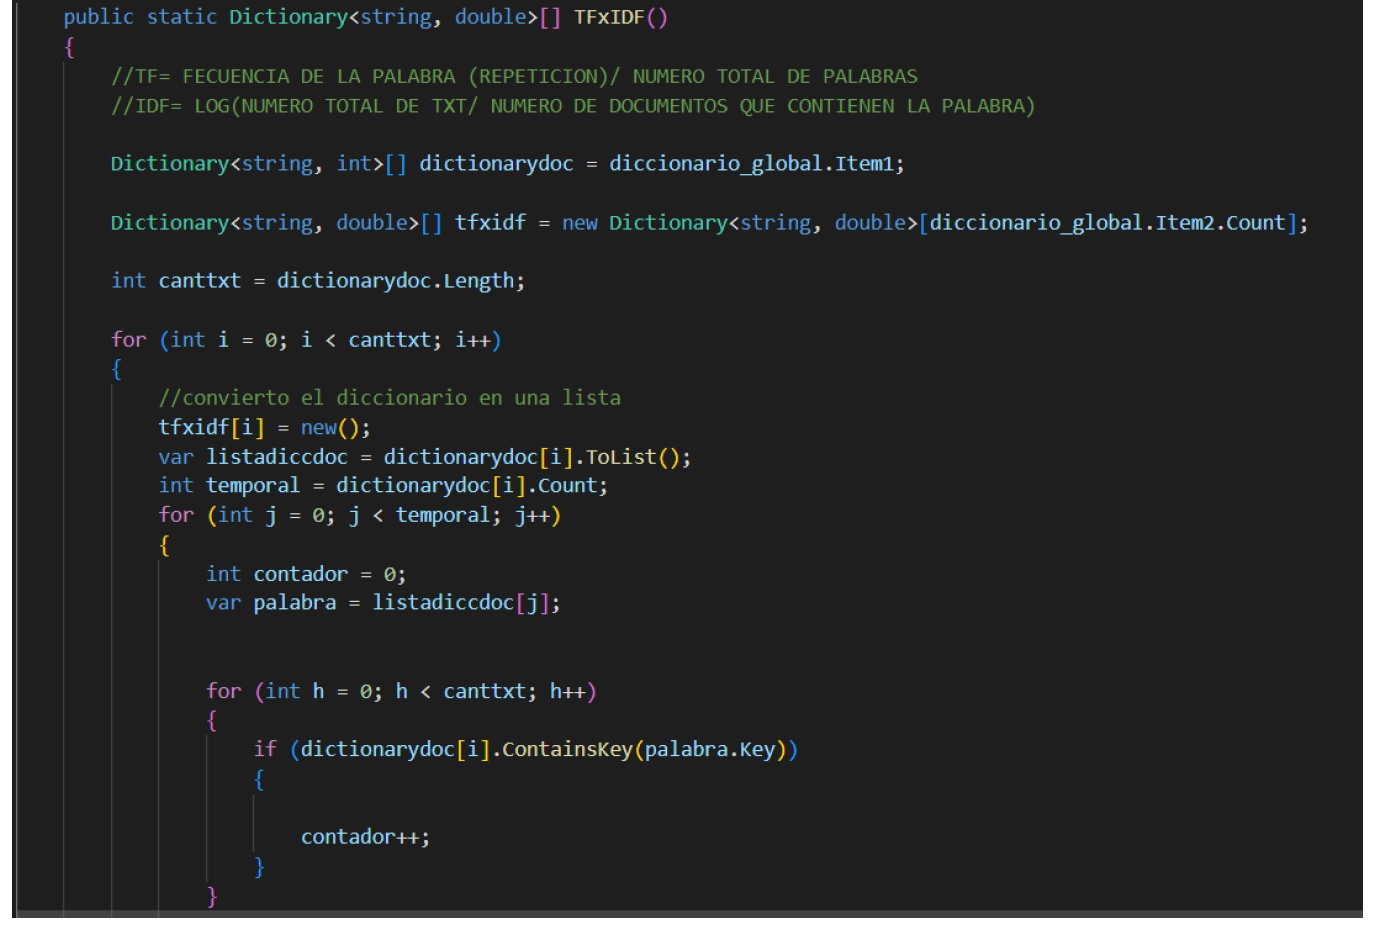 public static Dictionary<string, double>[] TFxIDF()
{
//TF= FECUENCIA DE LA PALABRA (REPETICION)/ NUMERO TOTAL DE PALABRAS
//IDF= LOG(NUMERO TOTAL DE TXT/ NUMERO DE DOCUMENTOS QUE CONTIENEN LA PALABRA)
Dictionary<string, int>[] dictionarydoc = diccionario_global.Item1;
Dictionary<string, double>[] tfxidf = new Dictionary<string, double>[diccionario_global.Item2.Count];
int canttxt = dictionarydoc.Length;
for (int i = 0; i < canttxt; i++)
{
//convierto el diccionario en una lista
tfxidf[i] = new();
var listadiccdoc = dictionarydoc[i].ToList();
int temporal = dictionarydoc[i].Count;
for (int j = 0; j < temporal; j++)
{
int contador = 0;
var palabra = listadiccdoc[j];
for (int h = 0; h < canttxt; h++)
{
if (dictionarydoc[i].ContainsKey(palabra.Key))
{
contador++;
}
}